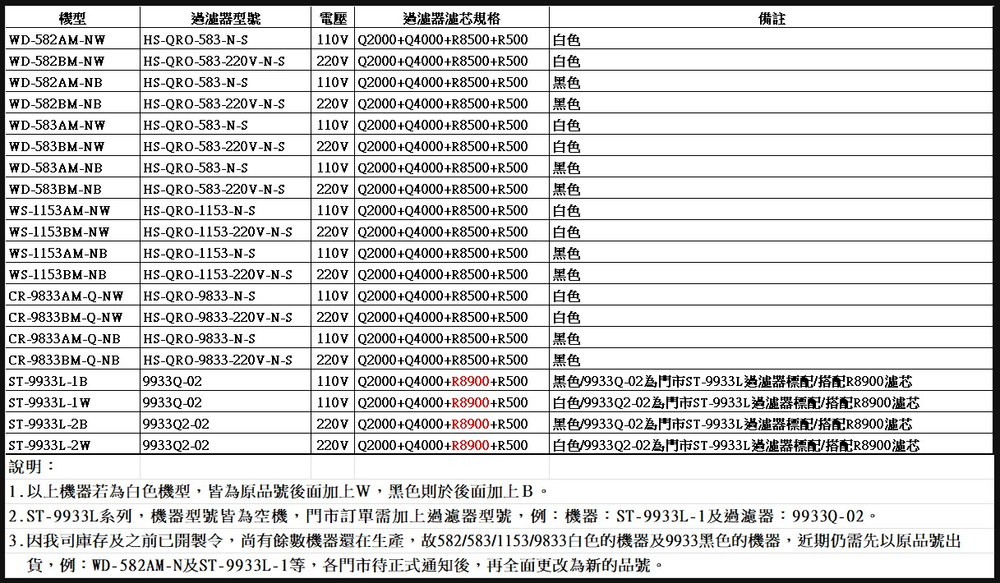 機型 過濾器型號 電壓 過濾器濾芯規格 備註
WD-582AM-NW HS-QRO-583-N-S 110V Q2000+Q4000+R8500+R500 白色
WD-582BM-NW HS-QRO-583-220V-N-S 220V Q2000+Q4000+R8500+R500 白色
WD-582AM-NB HS-QRO-583-N-S 110V Q2000+Q4000+R8500+R500 黑色
WD-582BM-NB HS-QRO-583-220V-N-S 220V Q2000+Q4000+R8500+R500 黑色
WD-583AM-NW HS-QRO-583-N-S 110V Q2000+Q4000+R8500+R500 白色
WD-583BM-NW HS-QRO-583-220V-N-S 220V Q2000+Q4000+R8500+R500 白色
WD-583AM-NB HS-QRO-583-N-S 110V Q2000+Q4000+R8500+R500 黑色
WD-583BM-NB HS-QRO-583-220V-N-S 220V Q2000+Q4000+R8500+R500 黑色
WS-1153AM-NW HS-QRO-1153-N-S 110V Q2000+Q4000+R8500+R500 白色
WS-1153BM-NW HS-QRO-1153-220V-N-S 220V Q2000+Q4000+R8500+R500 白色
WS-1153AM-NB HS-QRO-1153-N-S 110V Q2000+Q4000+R8500+R500 黑色
WS-1153BM-NB HS-QRO-1153-220V-N-S 220V Q2000+Q4000+R8500+R500 黑色
CR-9833AM-Q-NW HS-QRO-9833-N-S 110V Q2000+Q4000+R8500+R500 白色
CR-9833BM-Q-NW HS-QRO-9833-220V-N-S 220V Q2000+Q4000+R8500+R500 白色
CR-9833AM-Q-NB HS-QRO-9833-N-S 110V Q2000+Q4000+R8500+R500 黑色
CR-9833BM-Q-NB HS-QRO-9833-220V-N-S 220V Q2000+Q4000+R8500+R500 黑色
ST-9933L-1B 9933Q-02 110V Q2000+Q4000+R8900+R500 黑色/9933Q-02為門市ST-9933L過濾器標配/搭配R8900濾芯
ST-9933L-1W 9933Q-02 110V Q2000+Q4000+R8900+R500 白色/9933Q2-02為門市ST-9933L過濾器標配/搭配R8900濾芯
ST-9933L-2B 9933Q2-02 220V Q2000+Q4000+R8900+R500 黑色/9933Q-02為門市ST-9933L過濾器標配/搭配R8900濾芯
ST-9933L-2W 9933Q2-02 220V Q2000+Q4000+R8900+R500 白色/9933Q2-02為門市ST-9933L過濾器標配/搭配R8900濾芯
說明：
1.以上機器若為白色機型，皆為原品號後面加上W，黑色則於後面加上B。
2.ST-9933L系列，機器型號皆為空機，門市訂單需加上過濾器型號，例：機器：ST-9933L-1及過濾器：9933Q-02。
3.因我司庫存及之前已開製令，尚有餘數機器還在生產，故582/583/1153/9833白色的機器及9933黑色的機器，近期仍需先以原品號出
貨，例：WD-582AM-N及ST-9933L-1等，各門市待正式通知後，再全面更改為新的品號。